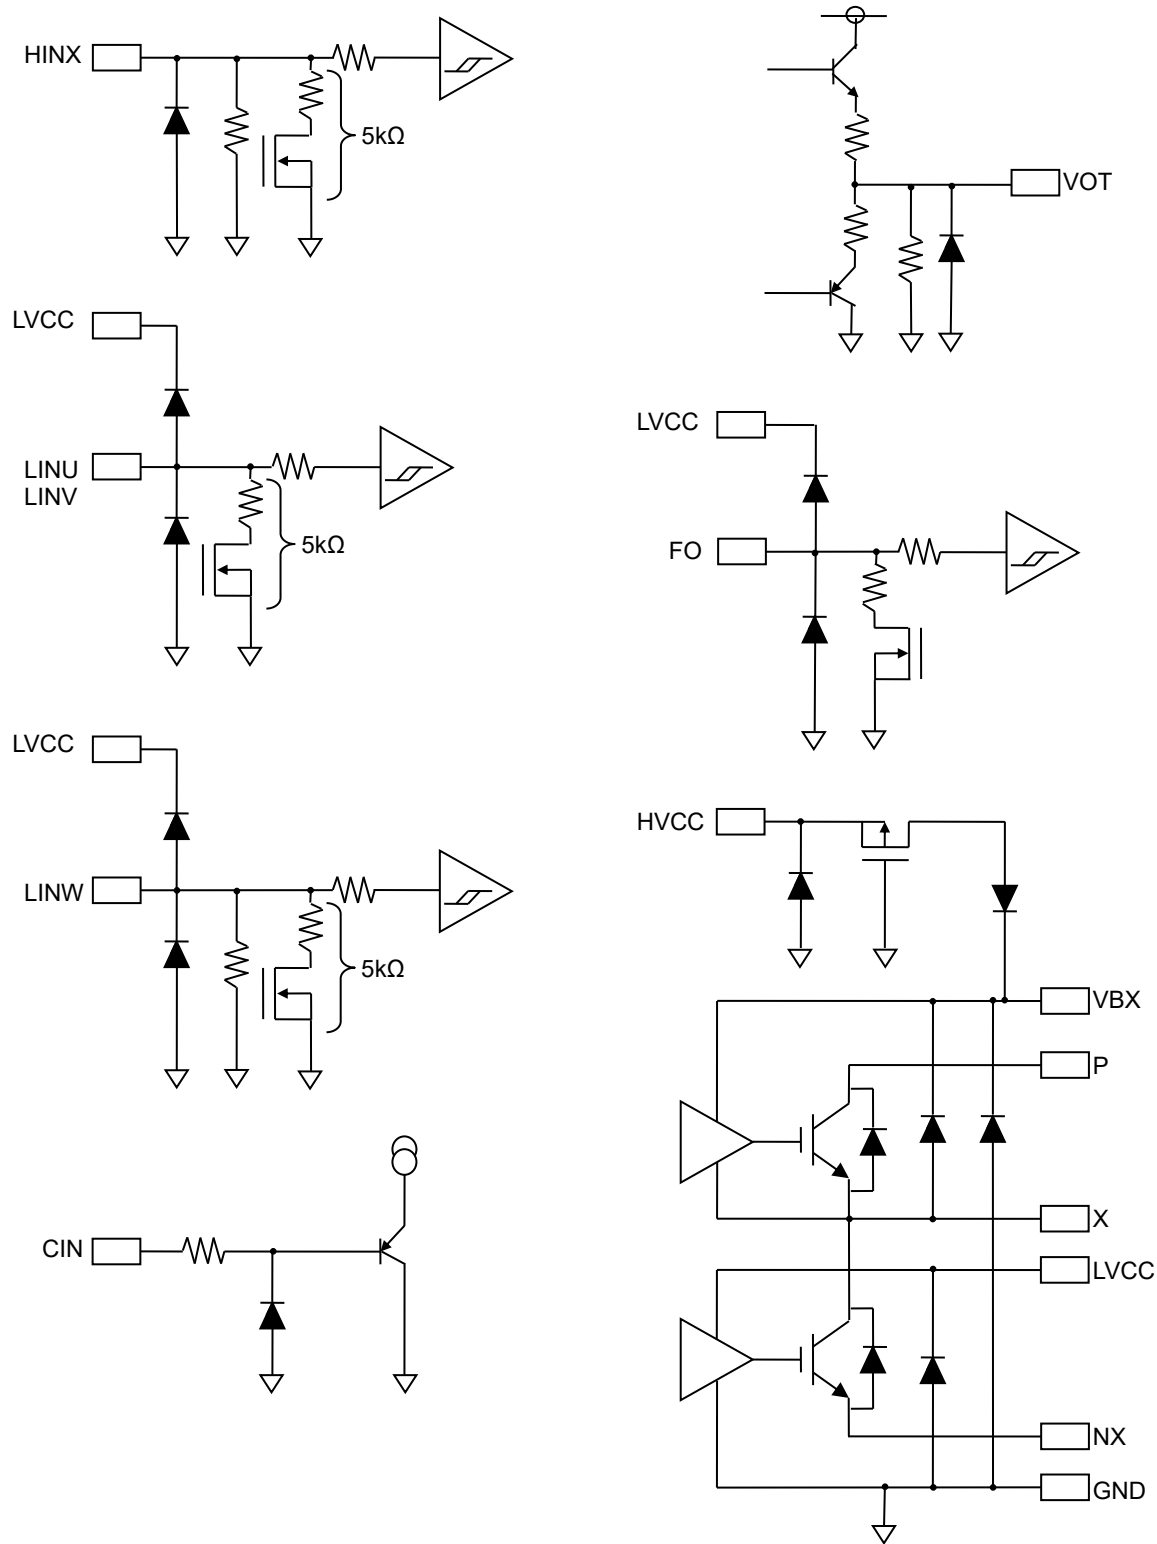 HINX
5kΩ
LVCC
LINU
LINV
5kΩ
LVCC
LINW
5kΩ
CIN
VOT
LVCC
FO
HVCC
VBX
P
X
LVCC
NX
GND